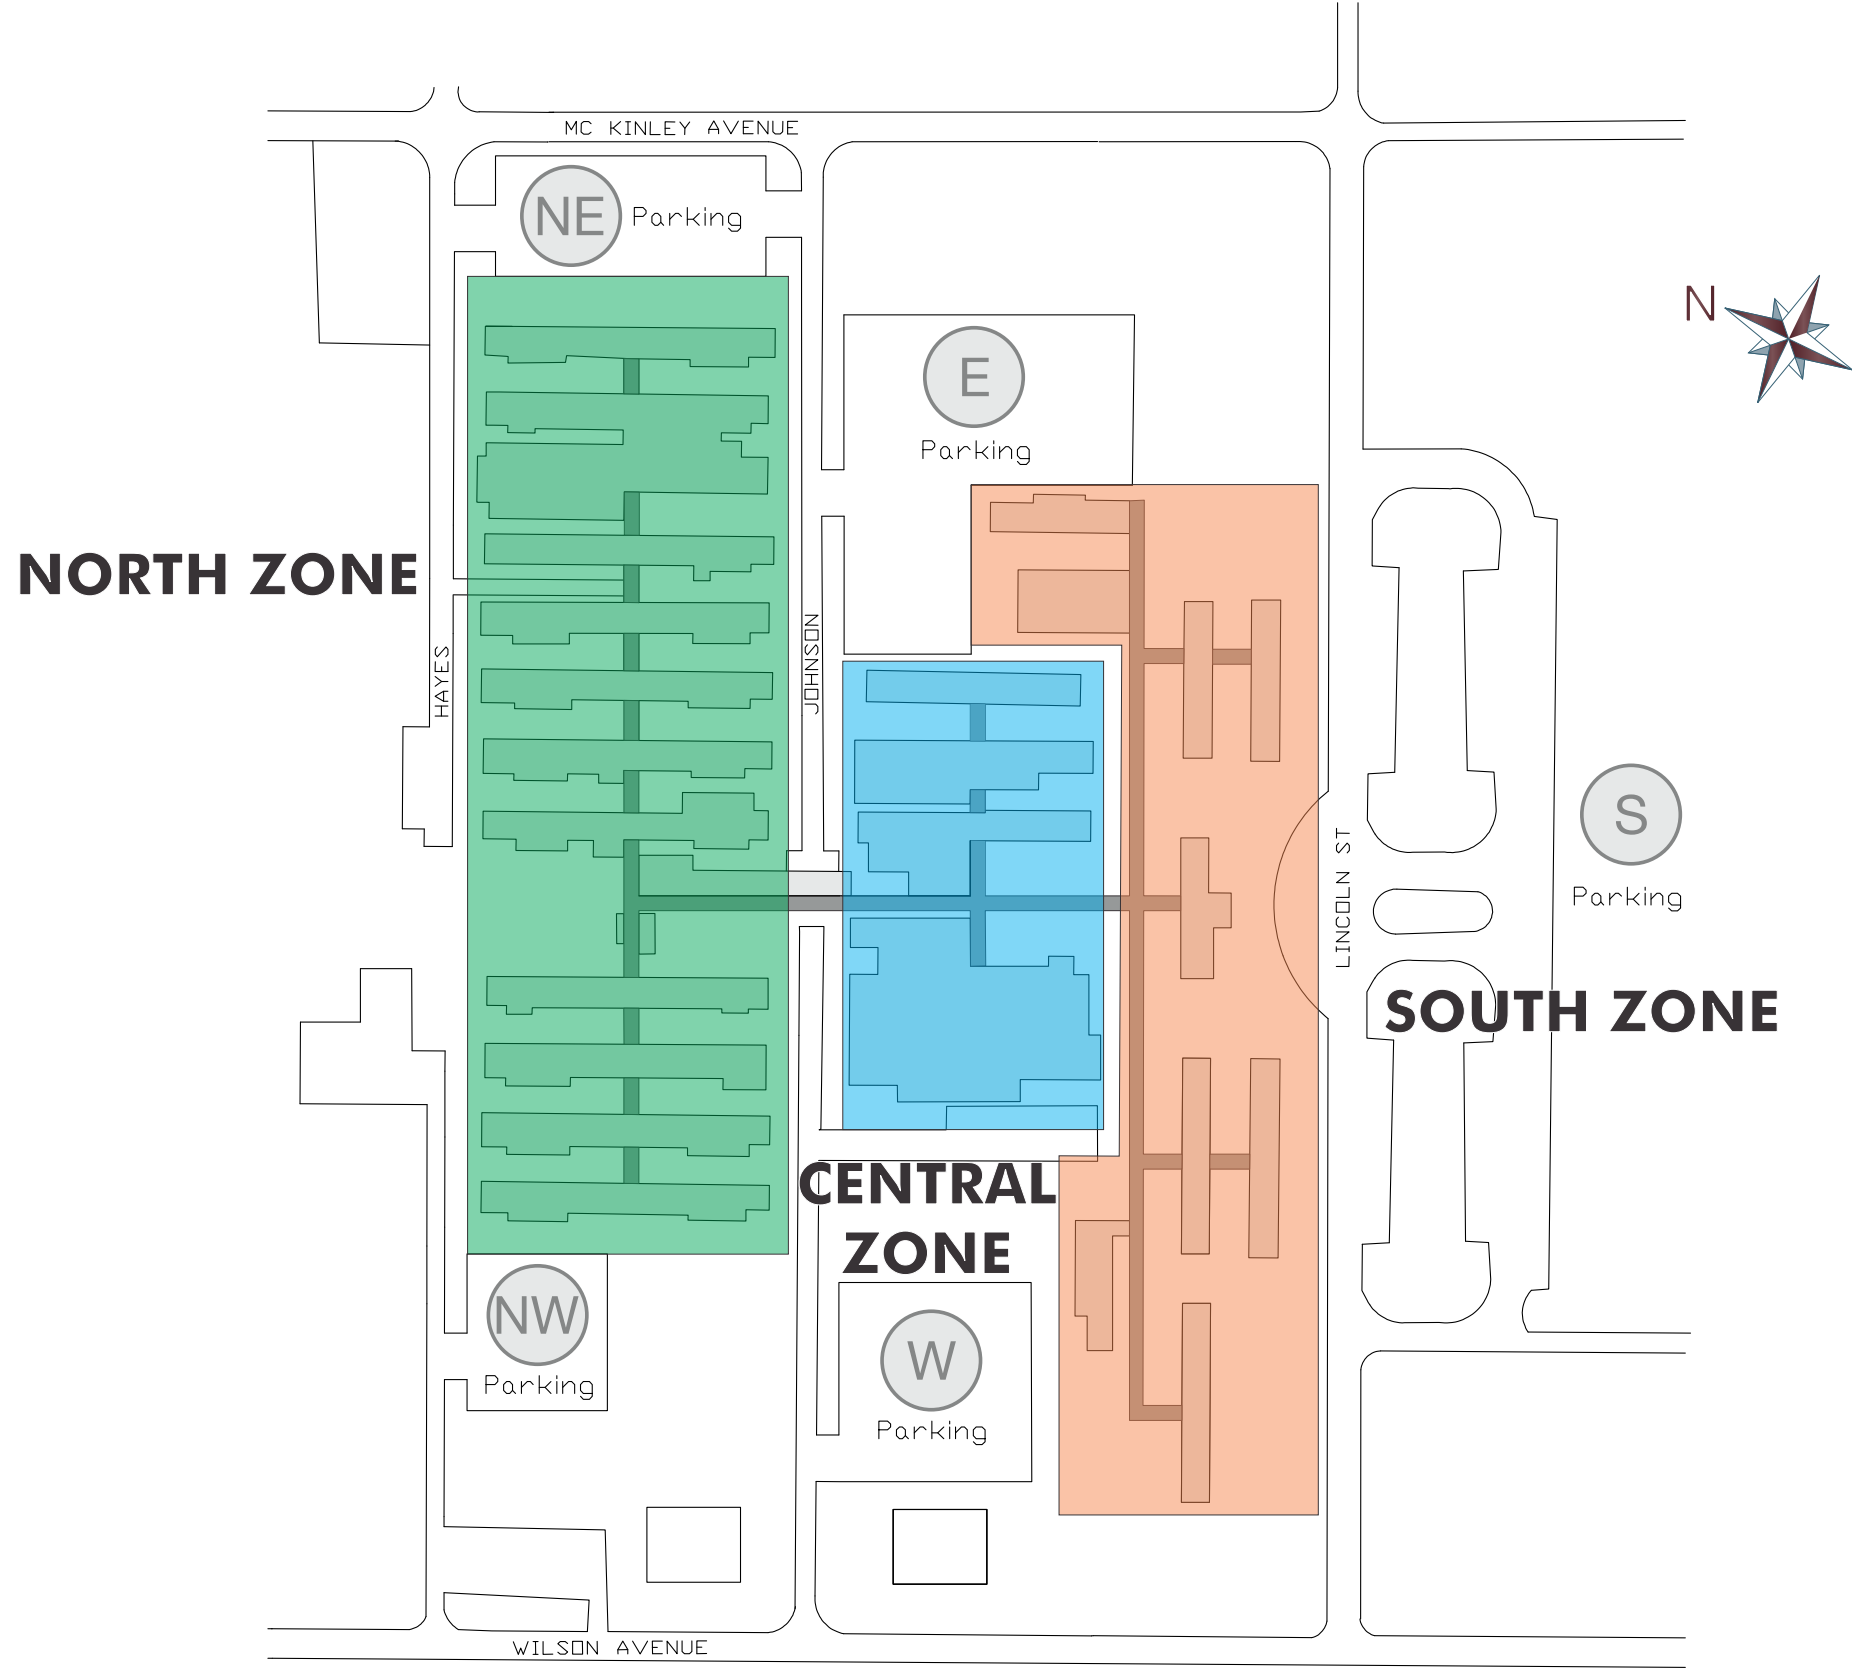 MC KINLEY AVENUE
NE Parking
N
E
Parking
NORTH ZONE
HAYES
JOHNSON
S
Parking
LINCOLN ST
SOUTH ZONE
CENTRAL
ZONE
NW
Parking
W
Parking
WILSON AVENUE